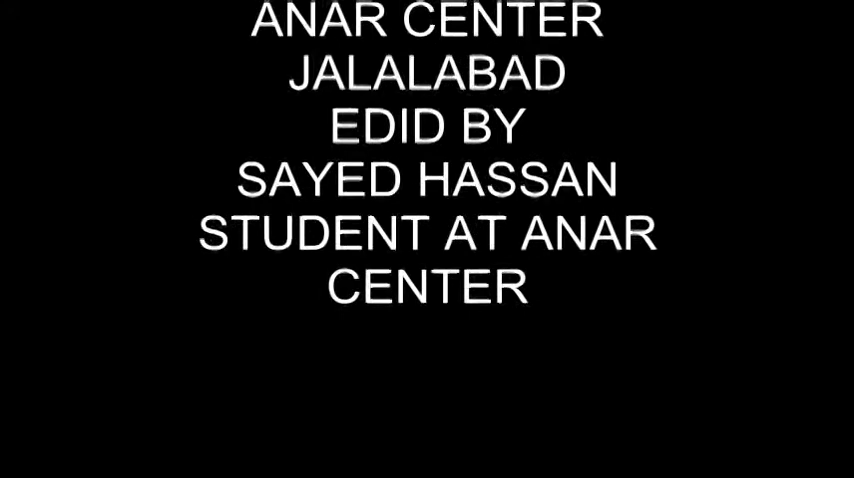 ANAR CENTER
JALALABAD
EDID BY
SAYED HASSAN
STUDENT AT ANAR
CENTER